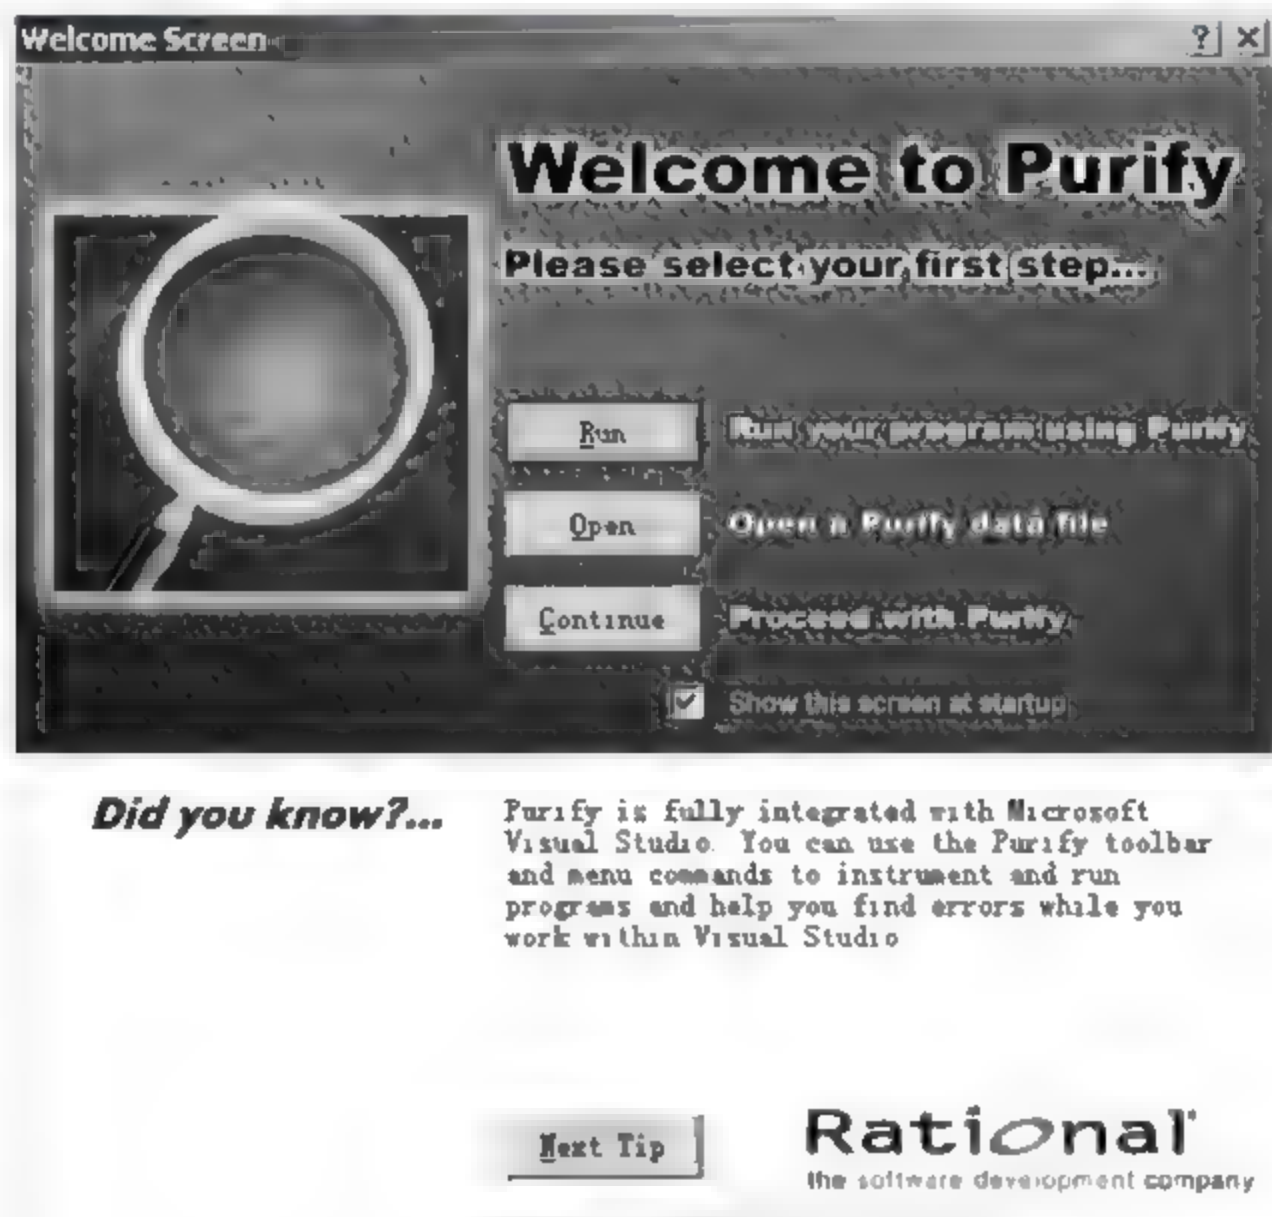 Welcome Screen
Welcome to Purify
Please select your first step...
Run
Run your program using Purify
Open
Open a Purify data file
Continue
Proceed with Purify
Show this screen at startup
Did you know?...
Purify is fully integrated with Microsoft
Visual Studio. You can use the Purify toolbar
and menu commands to instrument and run
programs and help you find errors while you
work within Visual Studio
Next Tip
Rational
the software development company